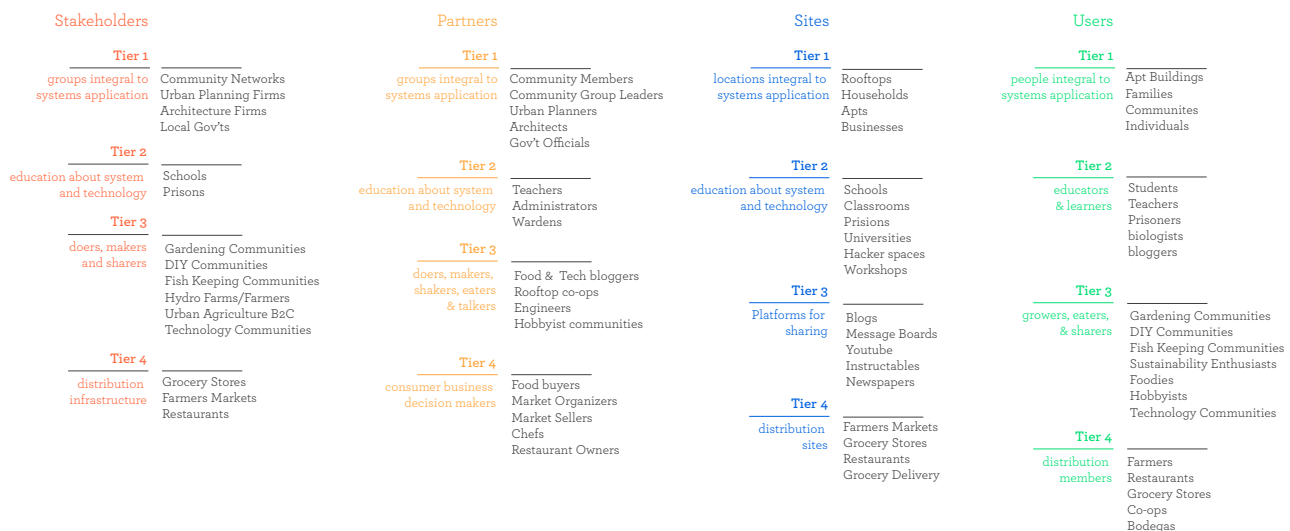 Stakeholders
Tier 1
groups integral to
systems application
Community Networks
Urban Planning Firms
Architecture Firms
Local Gov'ts
Tier 2
education about system
and technology
Schools
Prisons
Tier 3
doers, makers
and sharers
Gardening Communities
DIY Communities
Fish Keeping Communities
Hydro Farms/Farmers
Urban Agriculture B2C
Technology Communities
Tier 4
distribution
infrastructure
Grocery Stores
Farmers Markets
Restaurants
Partners
Tier 1
groups integral to
systems application
Community Members
Community Group Leaders
Urban Planners
Architects
Gov't Officials
Tier 2
education about system
and technology
Teachers
Administrators
Wardens
Tier 3
doers, makers,
shakers, eaters
& talkers
Food & Tech bloggers
Rooftop co-ops
Engineers
Hobbyist communities
Tier 4
consumer business
decision makers
Food buyers
Market Organizers
Market Sellers
Chefs
Restaurant Owners
Sites
Tier 1
locations integral to
systems application
Rooftops
Households
Apts
Businesses
Tier 2
education about system
and technology
Schools
Classrooms
Prisions
Universities
Hacker spaces
Workshops
Tier 3
Platforms for
sharing
Blogs
Message Boards
Youtube
Instructables
Newspapers
Tier 4
distribution
sites
Farmers Markets
Grocery Stores
Restaurants
Grocery Delivery
Users
Tier 1
people integral to
systems application
Apt Buildings
Families
Communites
Individuals
Tier 2
educators
& learners
Students
Teachers
Prisoners
biologists
bloggers
Tier 3
growers, eaters,
& sharers
Gardening Communities
DIY Communities
Fish Keeping Communities
Sustainability Enthusiasts
Foodies
Hobbyists
Technology Communities
Tier 4
distribution
members
Farmers
Restaurants
Grocery Stores
Co-ops
Bodegas